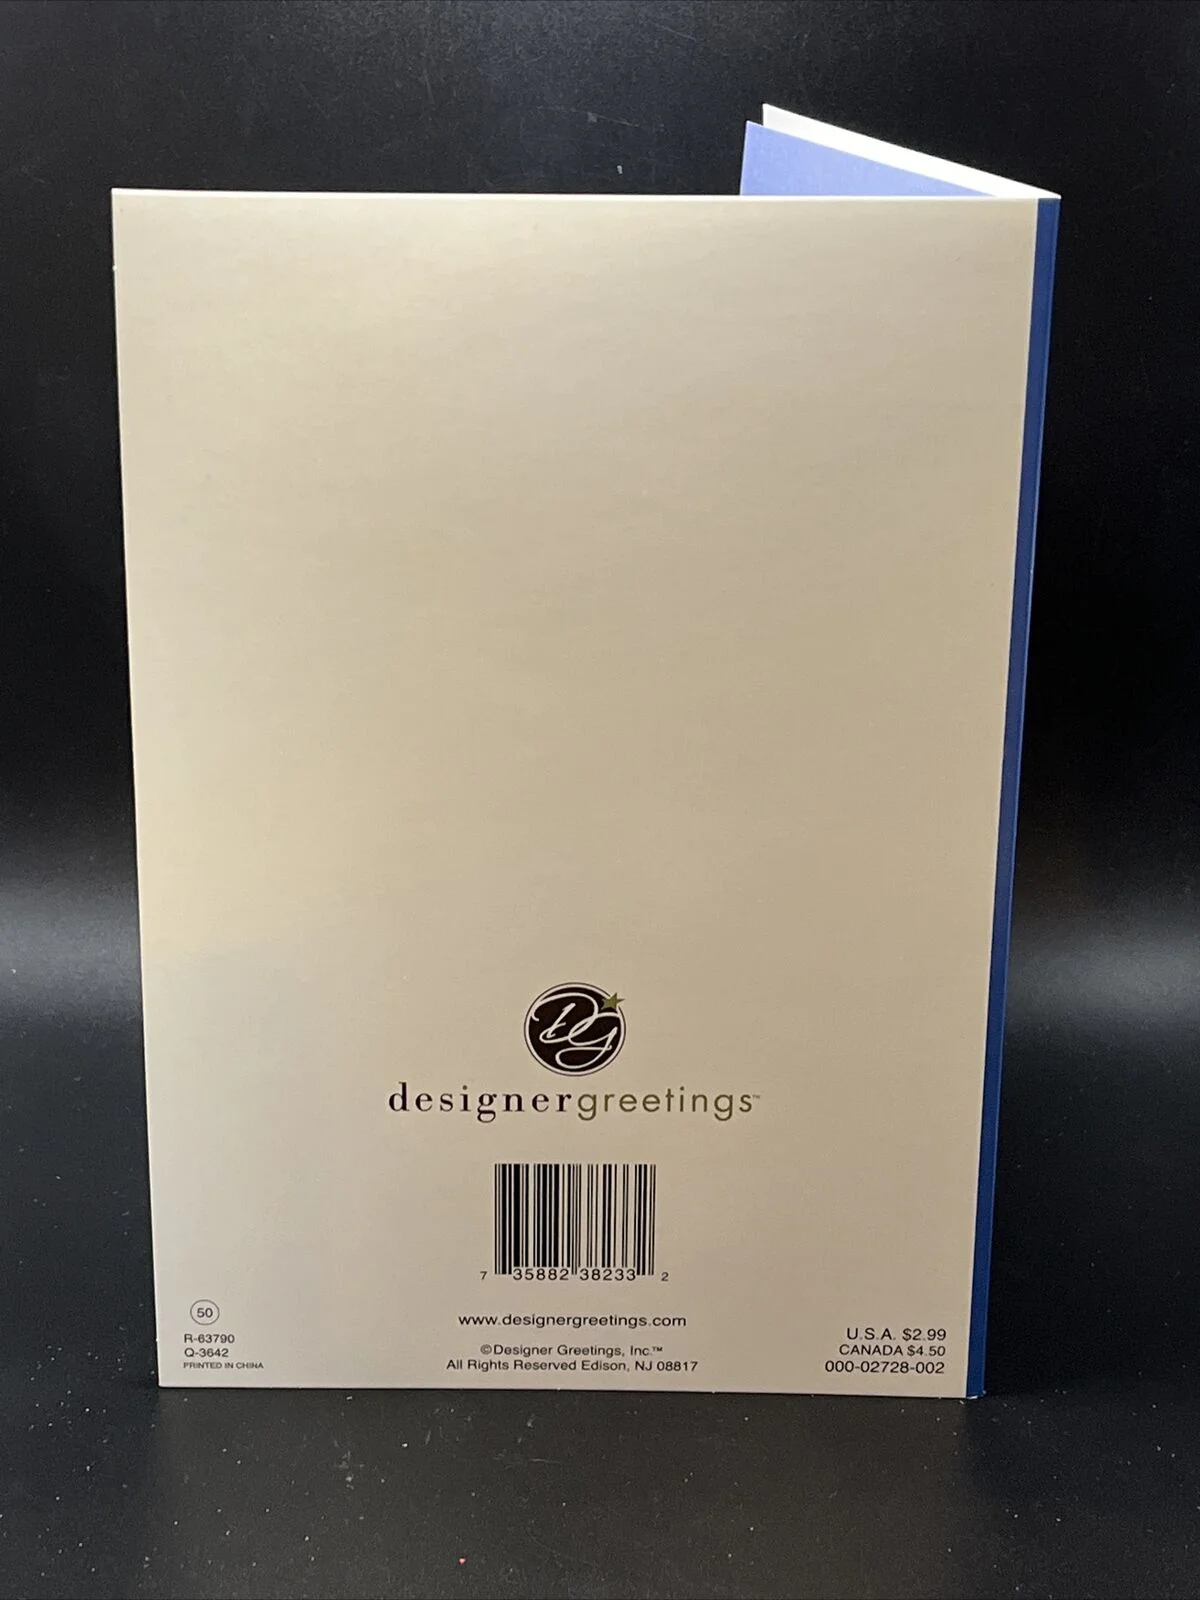 DG
designergreetings™
7 35882 38233 2
www.designergreetings.com
©Designer Greetings, Inc.™
All Rights Reserved Edison, NJ 08817
50
R-63790
Q-3642
PRINTED IN CHINA
U.S.A. $2.99
CANADA $4.50
000-02728-002